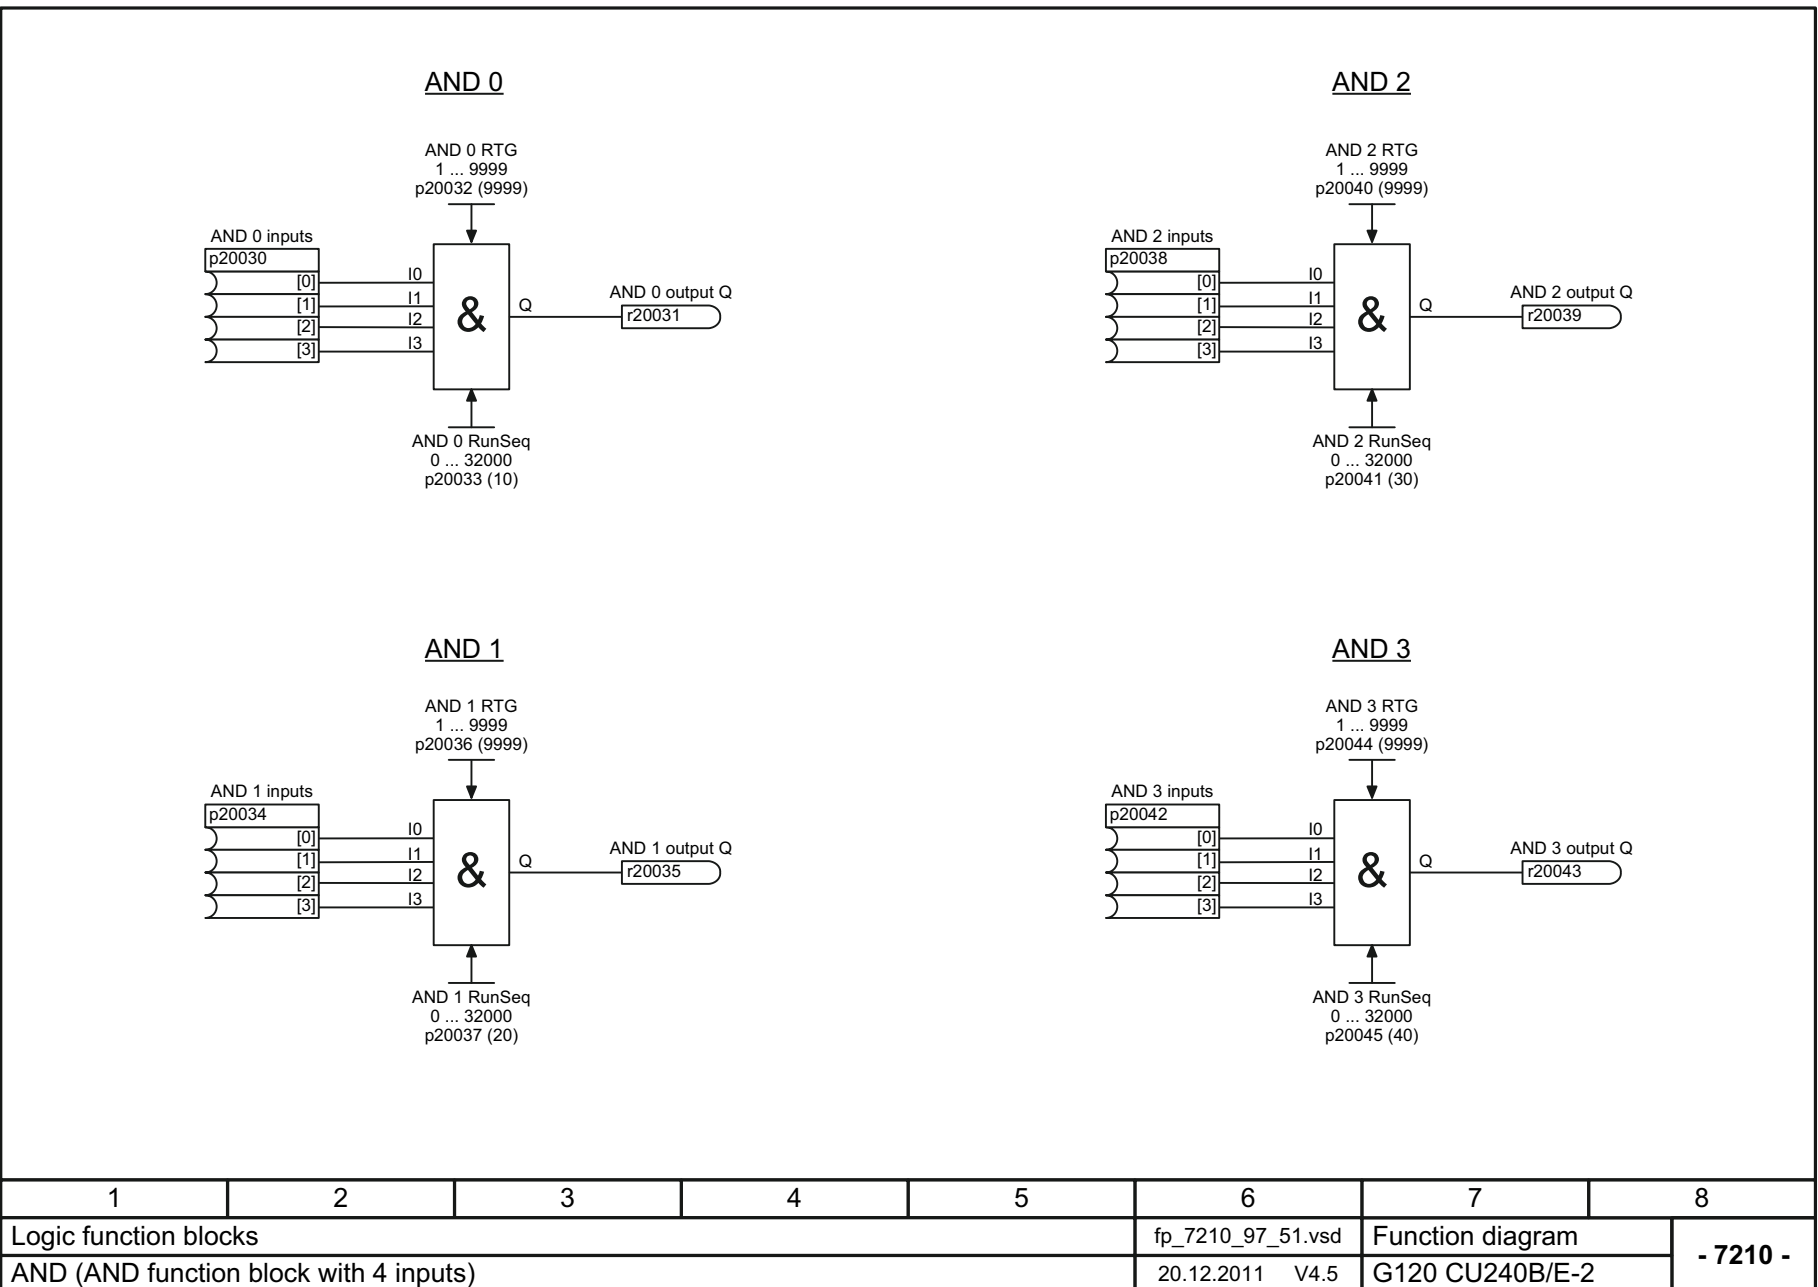 AND 0
AND 0 RTG
1 ... 9999
p20032 (9999)
AND 0 inputs
p20030
[0]
[1]
[2]
[3]
I0
I1
I2
I3
&
Q
AND 0 output Q
r20031
AND 0 RunSeq
0 ... 32000
p20033 (10)
AND 2
AND 2 RTG
1 ... 9999
p20040 (9999)
AND 2 inputs
p20038
[0]
[1]
[2]
[3]
I0
I1
I2
I3
&
Q
AND 2 output Q
r20039
AND 2 RunSeq
0 ... 32000
p20041 (30)
AND 1
AND 1 RTG
1 ... 9999
p20036 (9999)
AND 1 inputs
p20034
[0]
[1]
[2]
[3]
I0
I1
I2
I3
&
Q
AND 1 output Q
r20035
AND 1 RunSeq
0 ... 32000
p20037 (20)
AND 3
AND 3 RTG
1 ... 9999
p20044 (9999)
AND 3 inputs
p20042
[0]
[1]
[2]
[3]
I0
I1
I2
I3
&
Q
AND 3 output Q
r20043
AND 3 RunSeq
0 ... 32000
p20045 (40)
1 2 3 4 5 6 7 8
Logic function blocks
fp_7210_97_51.vsd
Function diagram
- 7210 -
AND (AND function block with 4 inputs)
20.12.2011 V4.5
G120 CU240B/E-2